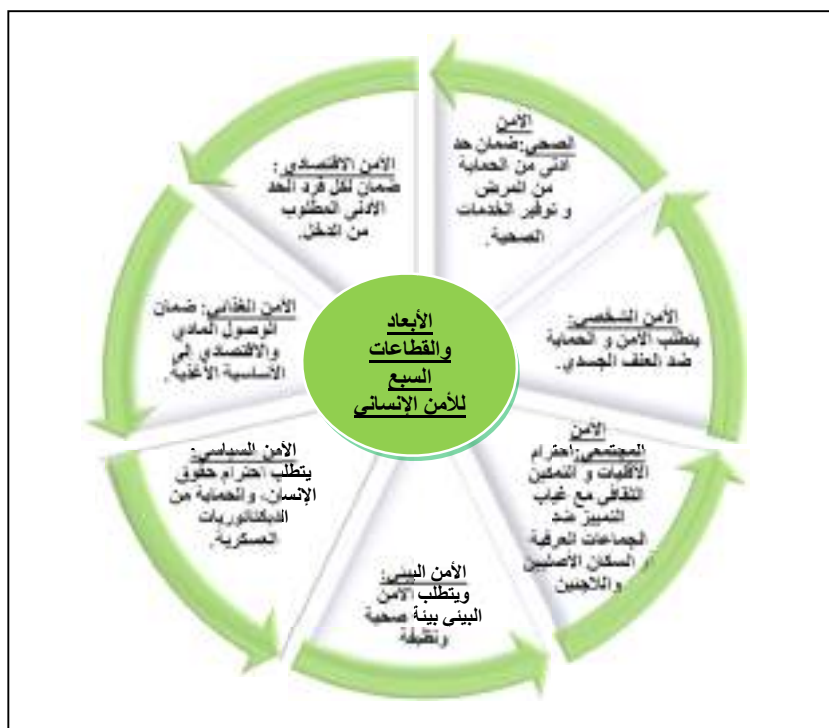 الأبعاد
والقطاعات
السبع
للأمن الإنساني
الأمن
الصحي:ضمان حد
أدنى من الحماية
من المرض
و توفير الخدمات
الصحية.
الأمن الاقتصادي :
ضمان لكل فرد الحد
الأدنى المطلوب
من الدخل.
الأمن الغذائي: ضمان
الوصول المادي
والاقتصادي الى
الأساسية الأغذية.
الأمن السياسي:
يتطلب احترام حقوق
الإنسان، والحماية من
الديكتاتوريات
العسكرية.
الأمن البيئي:
ويتطلب الأمن
البيئي بيئة صحية
ونظيفة
الأمن
المجتمعي:احترام
الأقليات و التمكين
الثقافي مع غياب
التمييز ضد
الجماعات العرقية
او السكان الأصليين
واللاجئين
الأمن الشخصي:
يتطلب الأمن و الحماية
ضد العنف الجسدي.